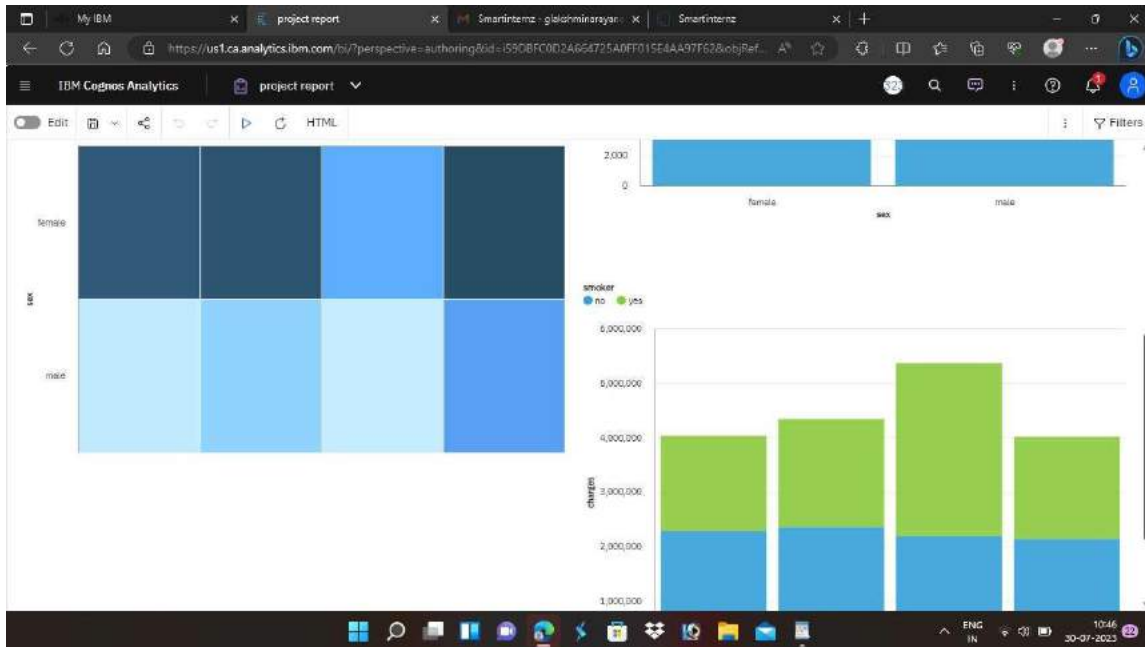 My IBM
project report
Smartinternz - glakshminarayan
Smartinternz
https://us1.ca.analytics.ibm.com/bi/?perspective=authoring&id=
IBM Cognos Analytics
project report
323
1
Edit
HTML
Filters
female
male
sex
2,000
0
female
male
sex
smoker
no
yes
6,000,000
5,000,000
4,000,000
3,000,000
2,000,000
1,000,000
charges
ENG
IN
10:46
30-07-2023
22